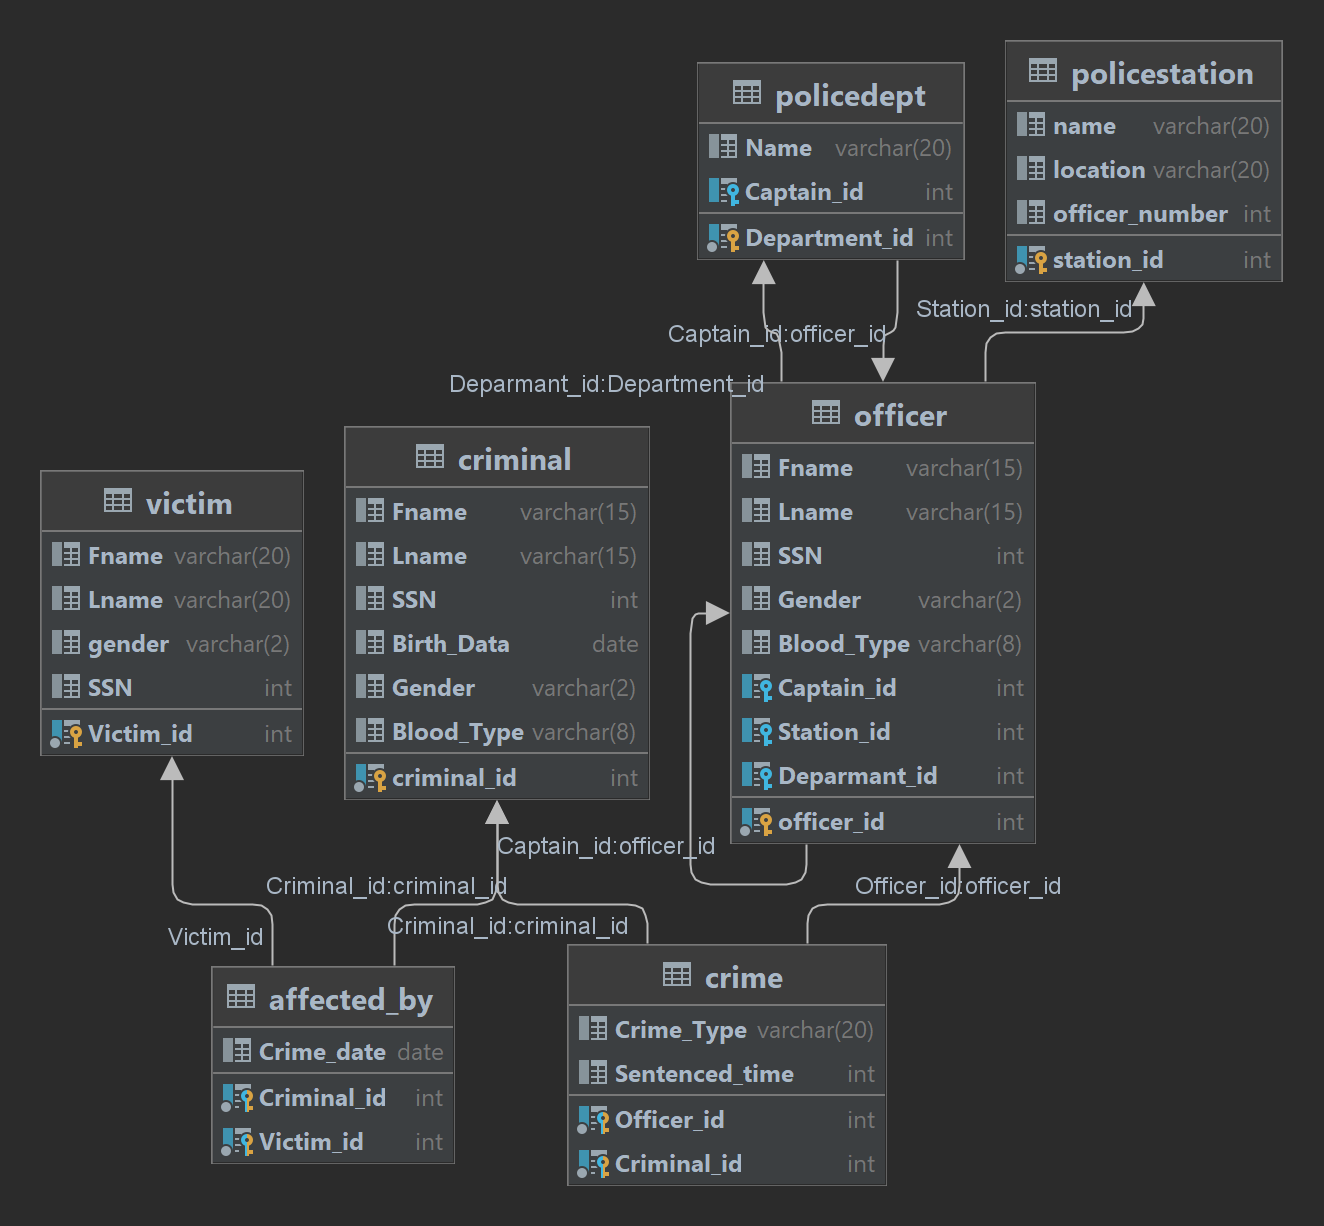 policedept
Name varchar(20)
Captain_id int
Department_id int
policestation
name varchar(20)
location varchar(20)
officer_number int
station_id int
Captain_id:officer_id
Station_id:station_id
Deparmant_id:Department_id
officer
Fname varchar(15)
Lname varchar(15)
SSN int
Gender varchar(2)
Blood_Type varchar(8)
Captain_id int
Station_id int
Deparmant_id int
officer_id int
criminal
Fname varchar(15)
Lname varchar(15)
SSN int
Birth_Data date
Gender varchar(2)
Blood_Type varchar(8)
criminal_id int
victim
Fname varchar(20)
Lname varchar(20)
gender varchar(2)
SSN int
Victim_id int
Captain_id:officer_id
Criminal_id:criminal_id
Officer_id:officer_id
Criminal_id:criminal_id
Victim_id
affected_by
Crime_date date
Criminal_id int
Victim_id int
crime
Crime_Type varchar(20)
Sentenced_time int
Officer_id int
Criminal_id int